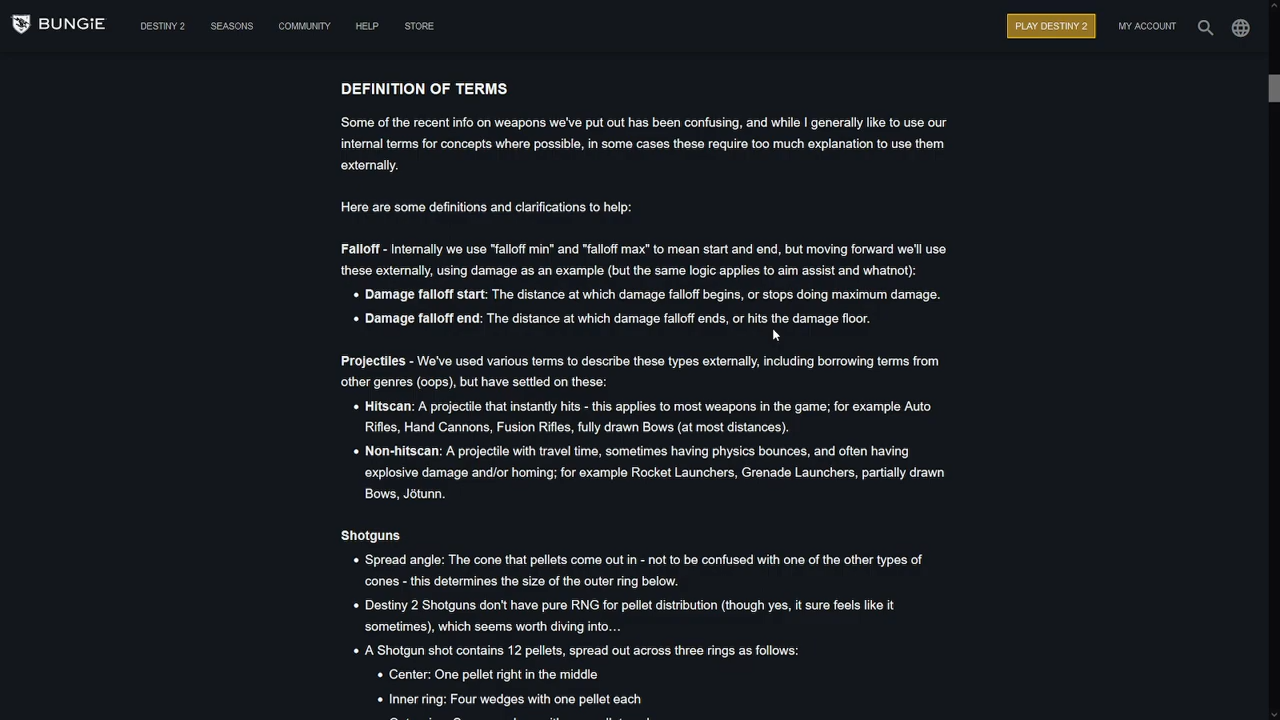 BUNGIE
DESTINY 2
SEASONS
COMMUNITY
HELP
STORE
PLAY DESTINY 2
MY ACCOUNT
DEFINITION OF TERMS
Some of the recent info on weapons we've put out has been confusing, and while I generally like to use our
internal terms for concepts where possible, in some cases these require too much explanation to use them
externally.
Here are some definitions and clarifications to help:
Falloff - Internally we use "falloff min" and "falloff max" to mean start and end, but moving forward we'll use
these externally, using damage as an example (but the same logic applies to aim assist and whatnot):
• Damage falloff start: The distance at which damage falloff begins, or stops doing maximum damage.
• Damage falloff end: The distance at which damage falloff ends, or hits the damage floor.
Projectiles - We've used various terms to describe these types externally, including borrowing terms from
other genres (oops), but have settled on these:
• Hitscan: A projectile that instantly hits - this applies to most weapons in the game; for example Auto
Rifles, Hand Cannons, Fusion Rifles, fully drawn Bows (at most distances).
• Non-hitscan: A projectile with travel time, sometimes having physics bounces, and often having
explosive damage and/or homing; for example Rocket Launchers, Grenade Launchers, partially drawn
Bows, Jötunn.
Shotguns
• Spread angle: The cone that pellets come out in - not to be confused with one of the other types of
cones - this determines the size of the outer ring below.
• Destiny 2 Shotguns don't have pure RNG for pellet distribution (though yes, it sure feels like it
sometimes), which seems worth diving into…
• A Shotgun shot contains 12 pellets, spread out across three rings as follows:
• Center: One pellet right in the middle
• Inner ring: Four wedges with one pellet each